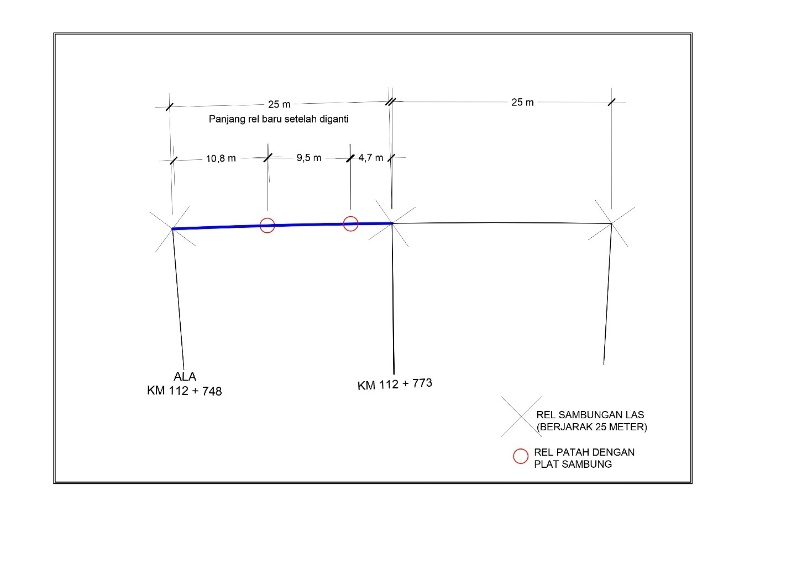 25 m
25 m
Panjang rel baru setelah diganti
10,8 m
9,5 m
4,7 m
ALA
KM 112 + 748
KM 112 + 773
REL SAMBUNGAN LAS
(BERJARAK 25 METER)
REL PATAH DENGAN
PLAT SAMBUNG